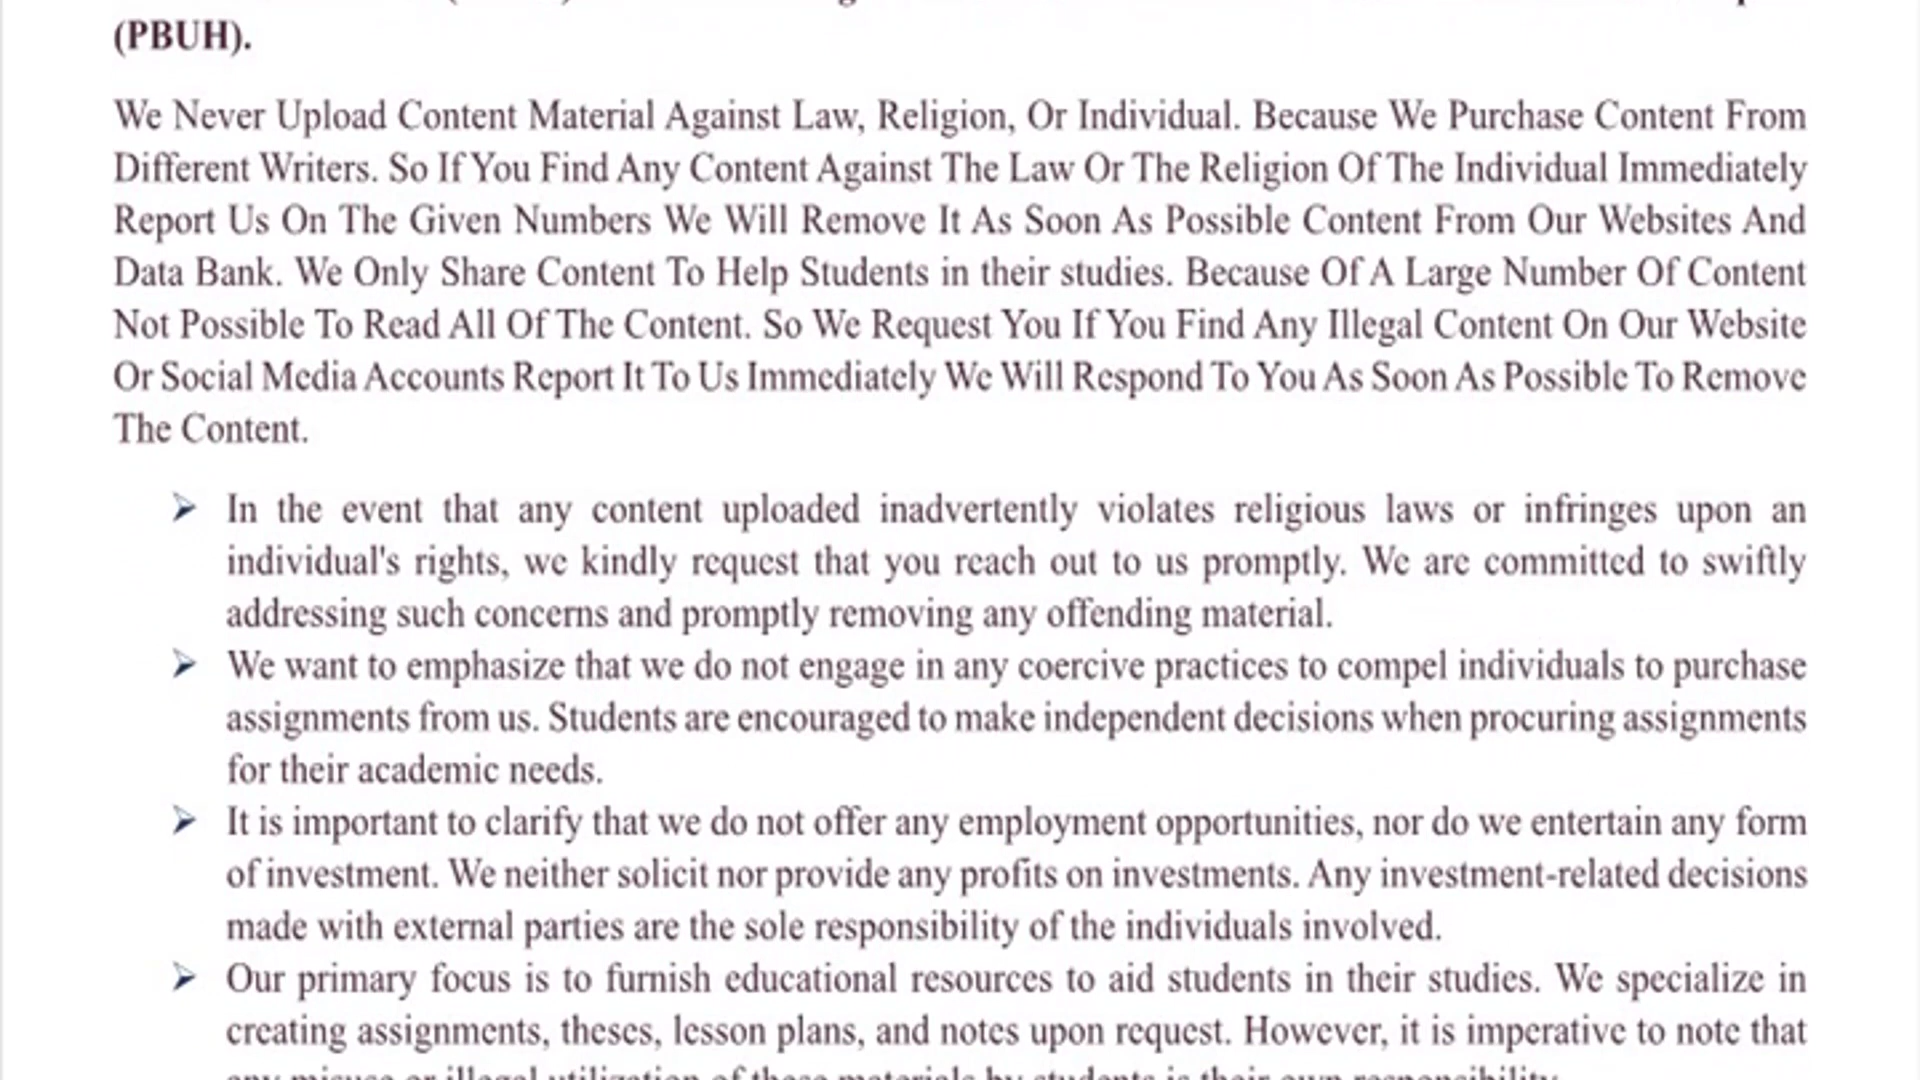 (PBUH).
We Never Upload Content Material Against Law, Religion, Or Individual. Because We Purchase Content From
Different Writers. So If You Find Any Content Against The Law Or The Religion Of The Individual Immediately
Report Us On The Given Numbers We Will Remove It As Soon As Possible Content From Our Websites And
Data Bank. We Only Share Content To Help Students in their studies. Because Of A Large Number Of Content
Not Possible To Read All Of The Content. So We Request You If You Find Any Illegal Content On Our Website
Or Social Media Accounts Report It To Us Immediately We Will Respond To You As Soon As Possible To Remove
The Content.
➢ In the event that any content uploaded inadvertently violates religious laws or infringes upon an
individual's rights, we kindly request that you reach out to us promptly. We are committed to swiftly
addressing such concerns and promptly removing any offending material.
➢ We want to emphasize that we do not engage in any coercive practices to compel individuals to purchase
assignments from us. Students are encouraged to make independent decisions when procuring assignments
for their academic needs.
➢ It is important to clarify that we do not offer any employment opportunities, nor do we entertain any form
of investment. We neither solicit nor provide any profits on investments. Any investment-related decisions
made with external parties are the sole responsibility of the individuals involved.
➢ Our primary focus is to furnish educational resources to aid students in their studies. We specialize in
creating assignments, theses, lesson plans, and notes upon request. However, it is imperative to note that
any misuse or illegal utilization of these materials by students is their own responsibility.